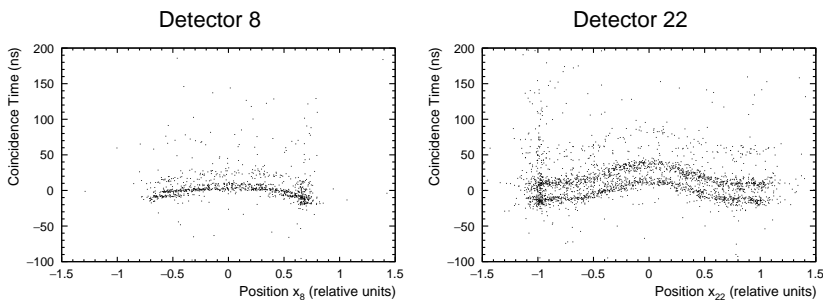 Detector 8
Coincidence Time (ns)
200
150
100
50
0
−50
−100
−1.5 −1 −0.5 0 0.5 1 1.5
Position x8 (relative units)
Detector 22
Coincidence Time (ns)
200
150
100
50
0
−50
−100
−1.5 −1 −0.5 0 0.5 1 1.5
Position x22 (relative units)